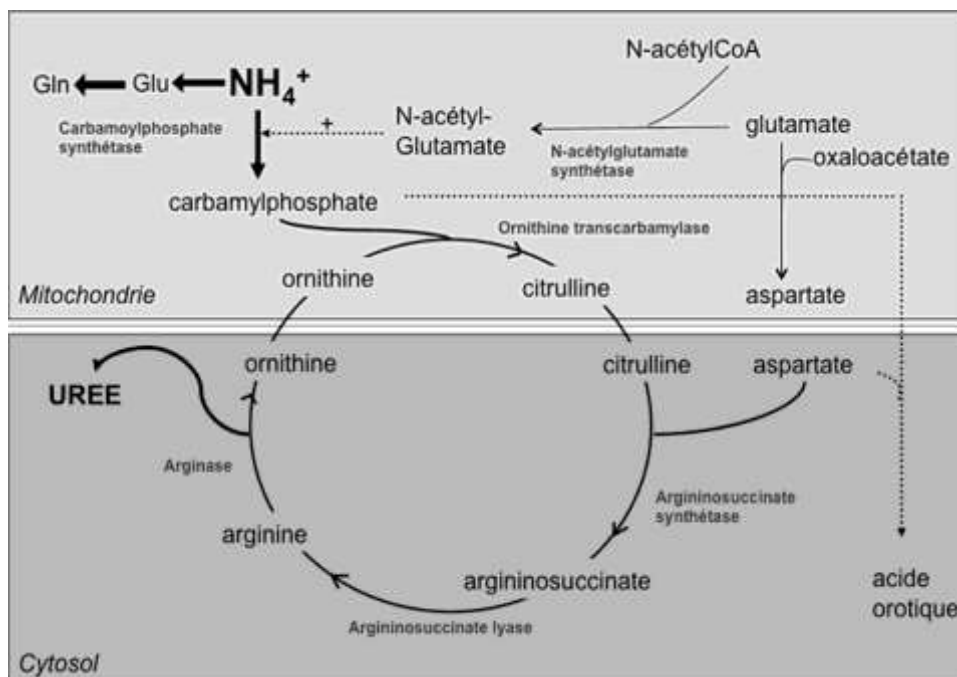 N-acétylCoA
Gln Glu NH4+
Carbamoylphosphate
synthétase
+
N-acétyl-
Glutamate
glutamate
N-acétylglutamate
synthétase
oxaloacétate
carbamylphosphate
Ornithine transcarbamylase
ornithine
citrulline
aspartate
Mitochondrie
ornithine
citrulline
aspartate
UREE
Arginase
Argininosuccinate
synthétase
arginine
argininosuccinate
acide
orotique
Argininosuccinate lyase
Cytosol